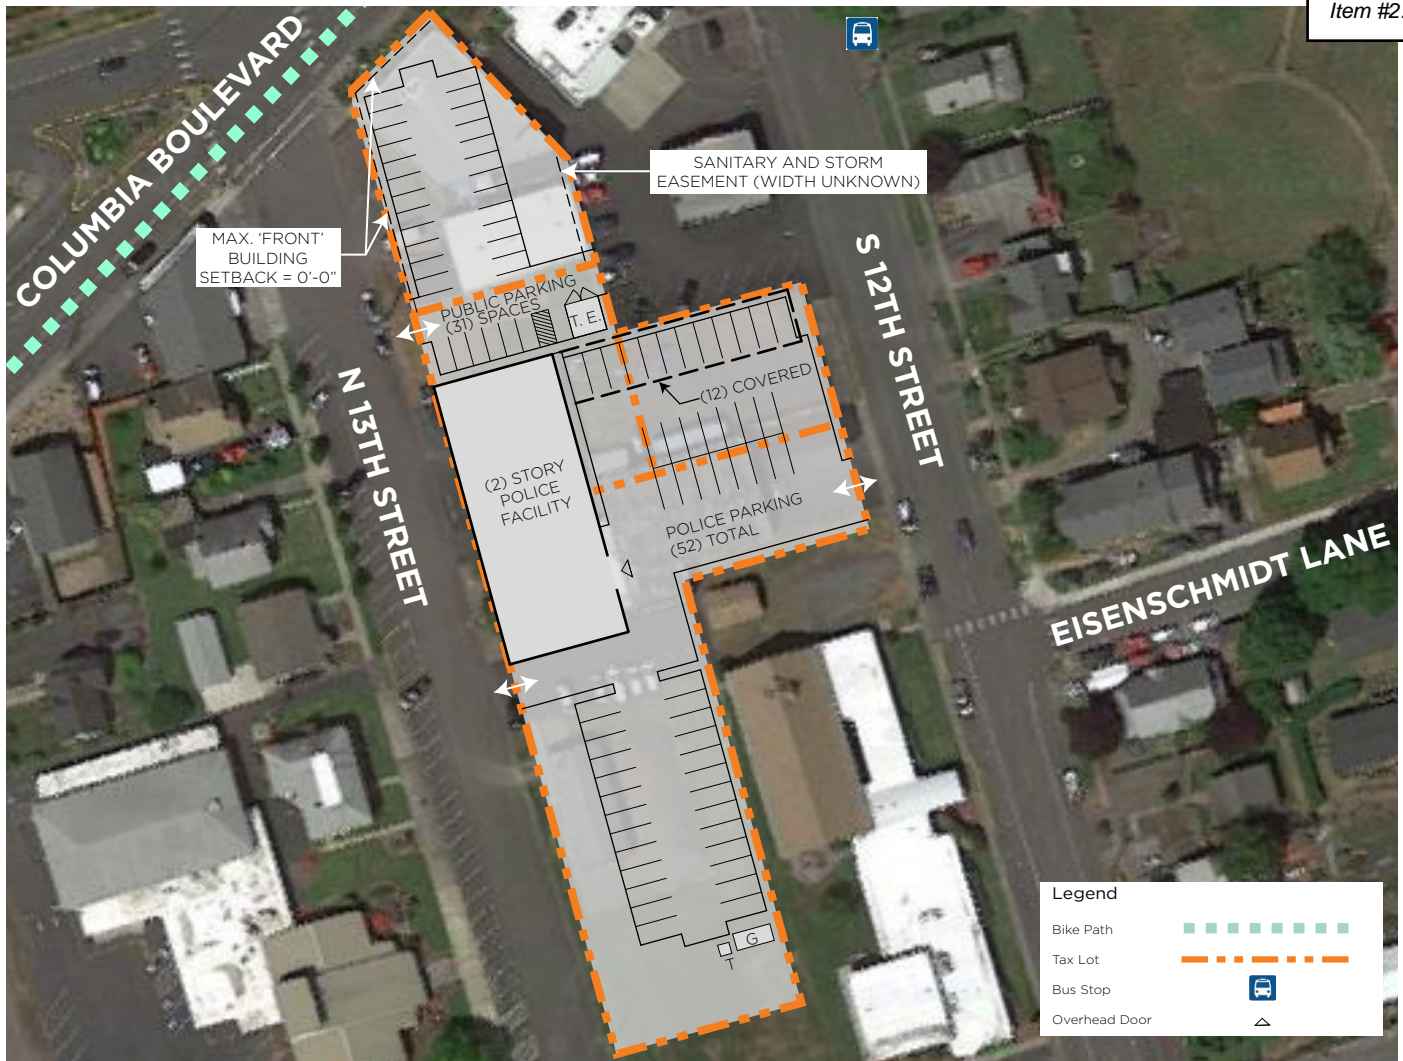 Item #2.
COLUMBIA BOULEVARD
SANITARY AND STORM
EASEMENT (WIDTH UNKNOWN)
MAX. ‘FRONT’
BUILDING
SETBACK = 0’-0”
PUBLIC PARKING
(31) SPACES
T. E.
S 12TH STREET
N 13TH STREET
(12) COVERED
(2) STORY
POLICE
FACILITY
POLICE PARKING
(52) TOTAL
EISENSCHMIDT LANE
G
T
Legend
Bike Path
Tax Lot
Bus Stop
Overhead Door